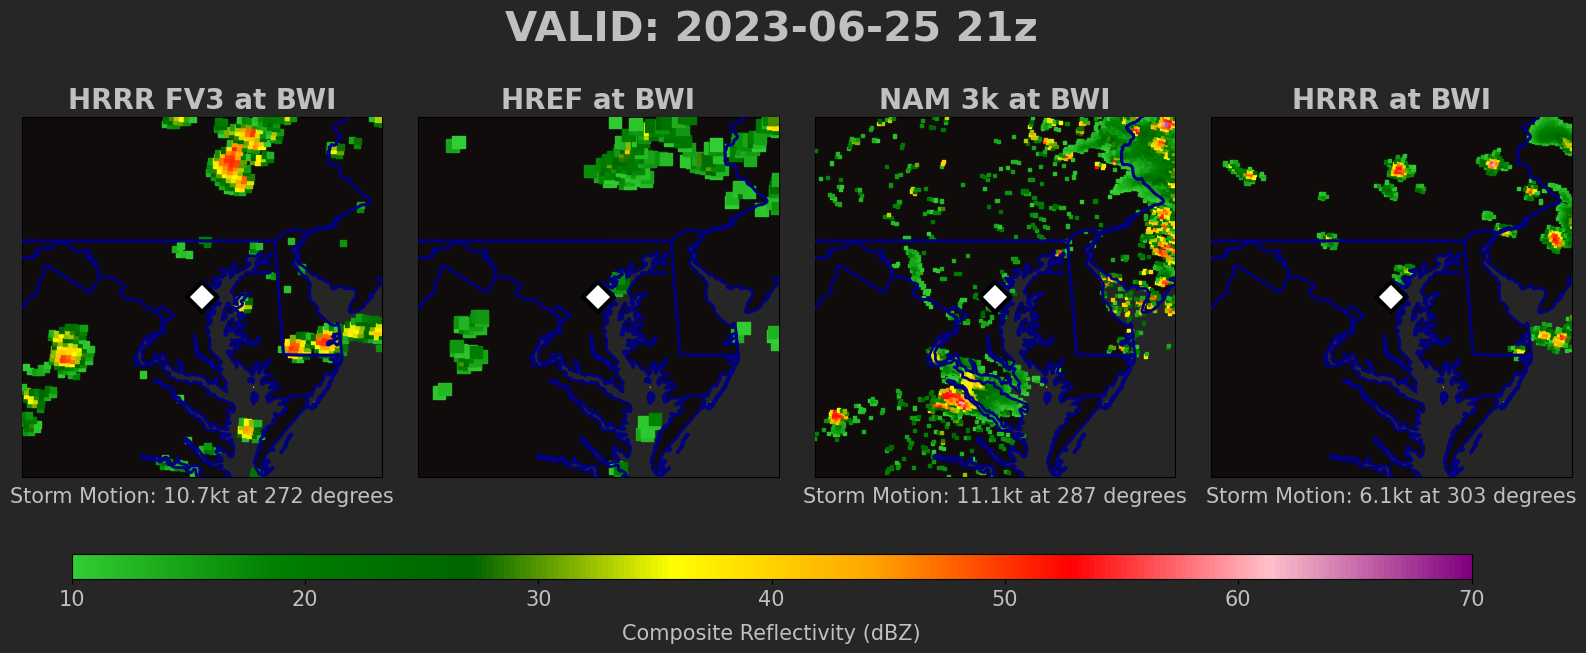 VALID: 2023-06-25 21z
HRRR FV3 at BWI
HREF at BWI
NAM 3k at BWI
HRRR at BWI
Storm Motion: 10.7kt at 272 degrees
Storm Motion: 11.1kt at 287 degrees
Storm Motion: 6.1kt at 303 degrees
10 20 30 40 50 60 70
Composite Reflectivity (dBZ)